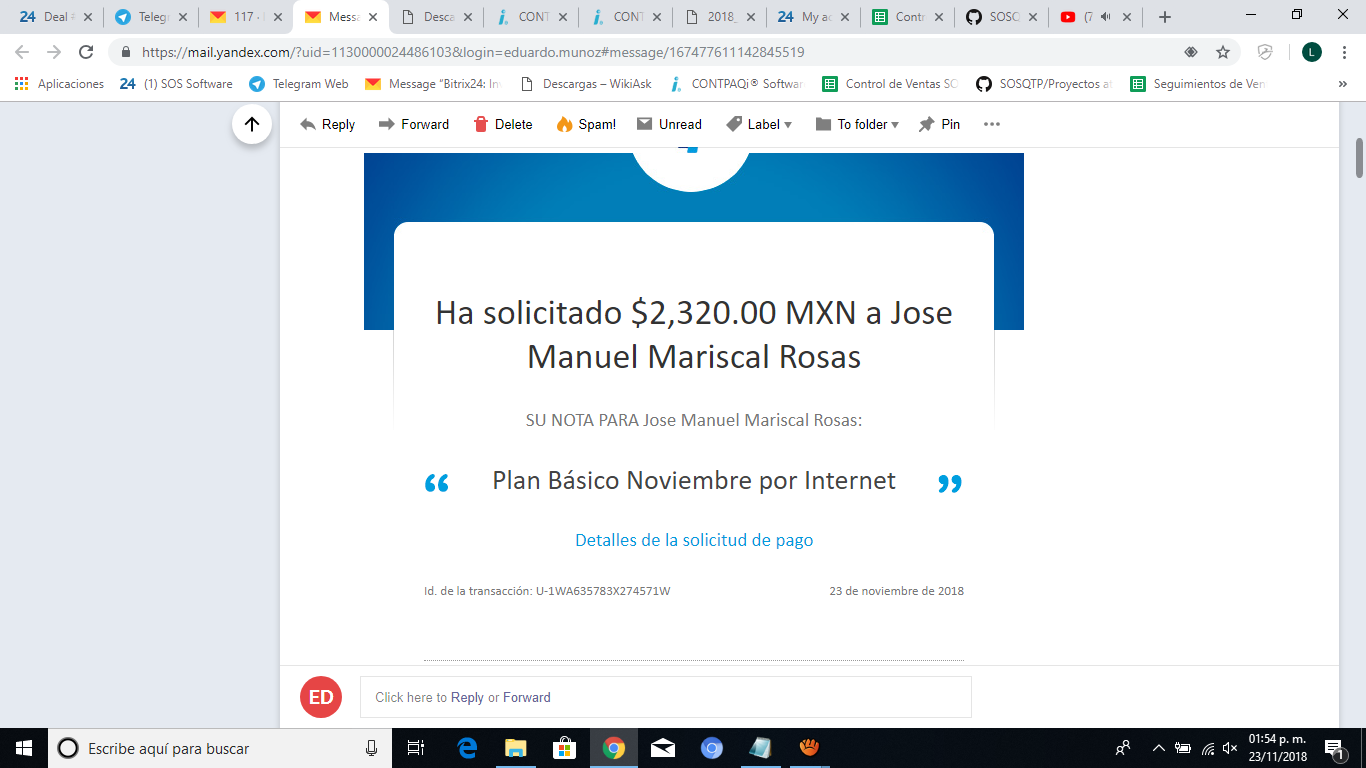 24 Deal #
Telegr
117 ·
Messa
Desca
CONT
CONT
2018_
24 My ac
Contr
SOSQ
(7
https://mail.yandex.com/?uid=1130000024486103&login=eduardo.munoz#message/167477611142845519
L
Aplicaciones
24 (1) SOS Software
Telegram Web
Message "Bitrix24: In
Descargas – WikiAsk
CONTPAQi® Softwar
Control de Ventas SO
SOSQTP/Proyectos at
Seguimientos de Ven
»
Reply
Forward
Delete
Spam!
Unread
Label
To folder
Pin
Ha solicitado $2,320.00 MXN a Jose
Manuel Mariscal Rosas
SU NOTA PARA Jose Manuel Mariscal Rosas:
“ Plan Básico Noviembre por Internet ”
Detalles de la solicitud de pago
Id. de la transacción: U-1WA635783X274571W
23 de noviembre de 2018
ED
Click here to Reply or Forward
Escribe aquí para buscar
01:54 p. m.
23/11/2018
1